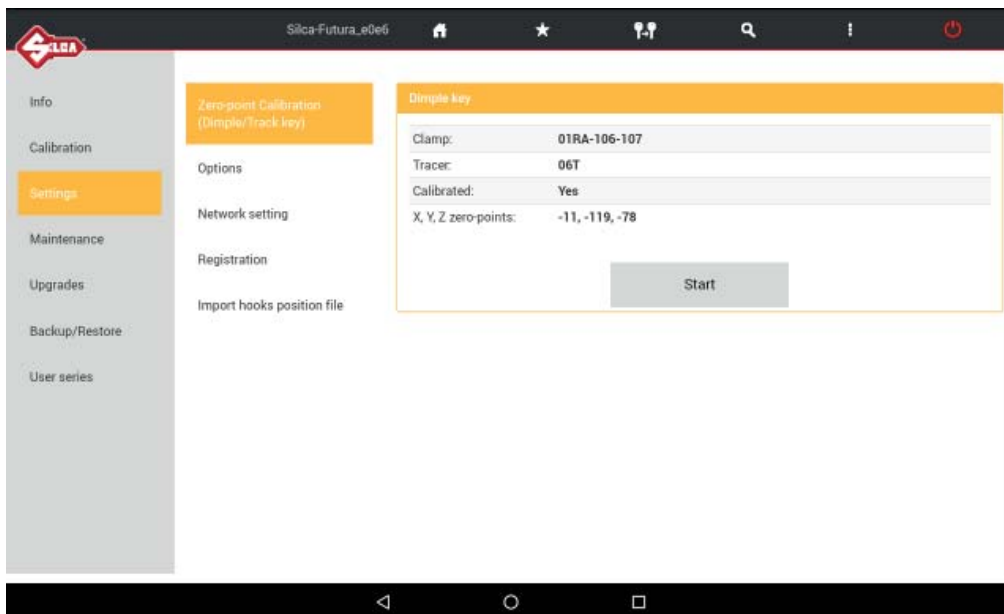 Silca-Futura_e0e6
SILCA
Info
Calibration
Settings
Maintenance
Upgrades
Backup/Restore
User series
Zero-point Calibration
(Dimple/Track key)
Options
Network setting
Registration
Import hooks position file
Dimple key
Clamp: 01RA-106-107
Tracer: 06T
Calibrated: Yes
X, Y, Z zero-points: -11, -119, -78
Start